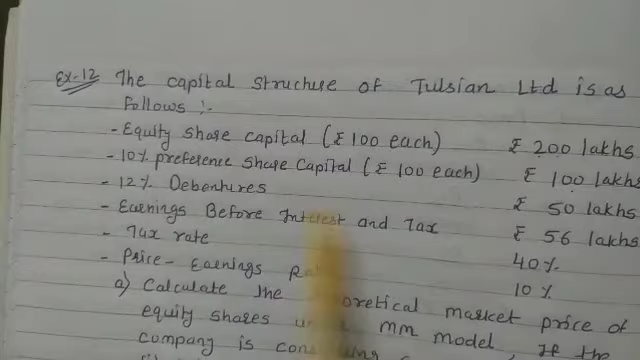 Ex-12 The capital structure of Tulsian Ltd is as
follows :-
- Equity share capital (₹ 100 each) ₹ 200 lakhs
- 10% preference share capital (₹ 100 each) ₹ 100 lakhs
- 12% Debentures ₹ 50 lakhs
- Earnings Before Interest and Tax ₹ 56 lakhs
- Tax rate 40%
- Price - Earnings 10%
a) Calculate the market price of
equity shares MM model. If the
company is